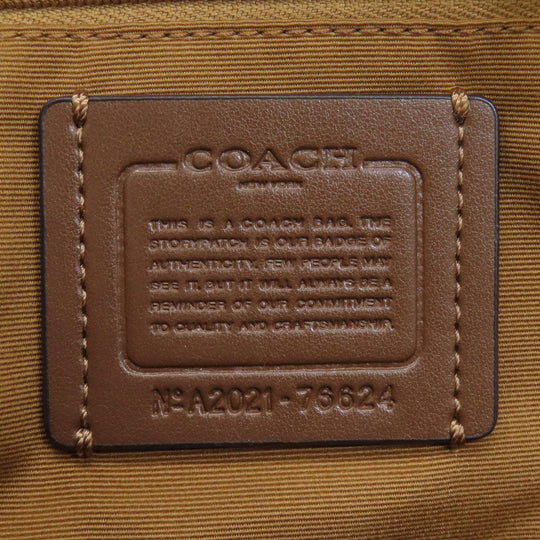 COACH
NEW YORK
THIS IS A COACH BAG. THE
STORYPATCH IS OUR BADGE OF
AUTHENTICITY. FEW PEOPLE MAY
SEE IT, BUT IT WILL ALWAYS BE A
REMINDER OF OUR COMMITMENT
TO QUALITY AND CRAFTSMANSHIP.
Nº A2021-76624